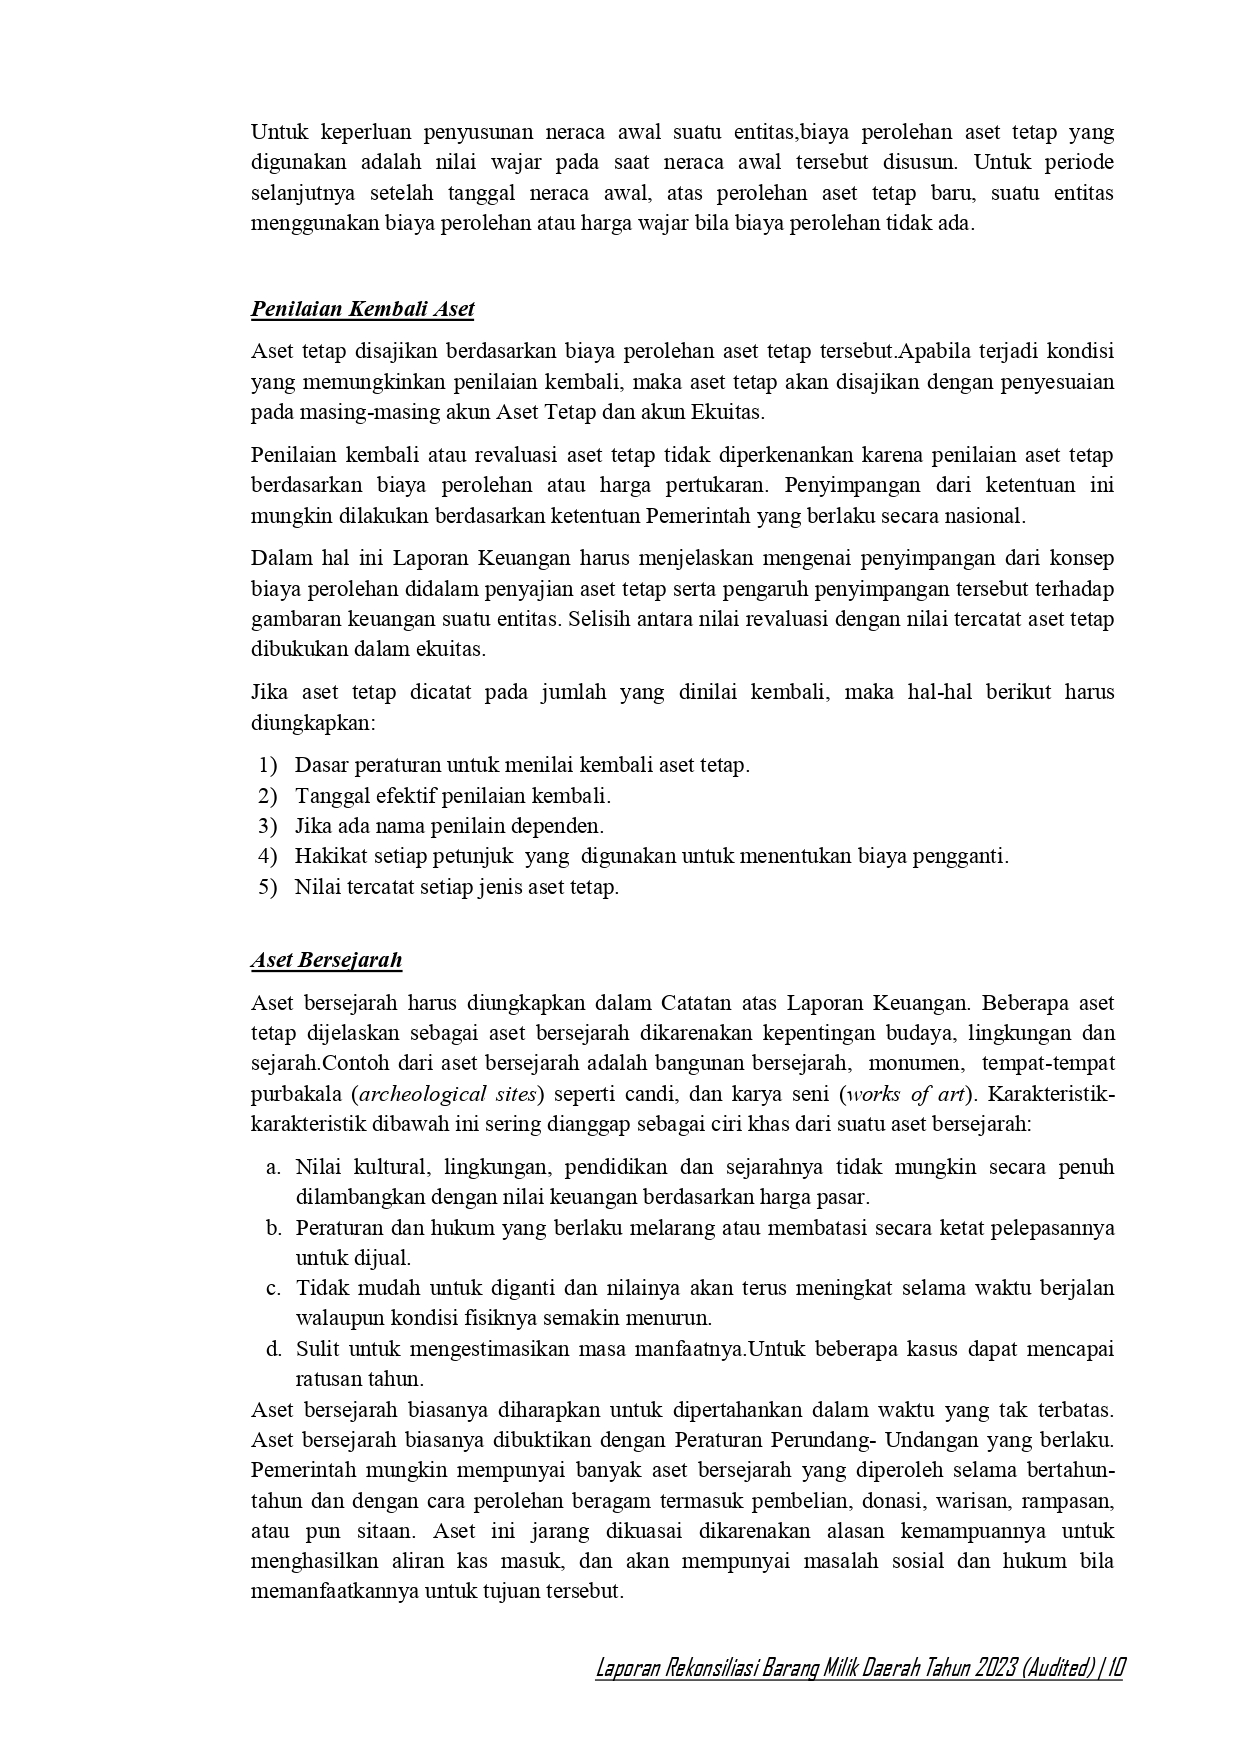 Untuk keperluan penyusunan neraca awal suatu entitas,biaya perolehan aset tetap yang
digunakan adalah nilai wajar pada saat neraca awal tersebut disusun. Untuk periode
selanjutnya setelah tanggal neraca awal, atas perolehan aset tetap baru, suatu entitas
menggunakan biaya perolehan atau harga wajar bila biaya perolehan tidak ada.
Penilaian Kembali Aset
Aset tetap disajikan berdasarkan biaya perolehan aset tetap tersebut.Apabila terjadi kondisi
yang memungkinkan penilaian kembali, maka aset tetap akan disajikan dengan penyesuaian
pada masing-masing akun Aset Tetap dan akun Ekuitas.
Penilaian kembali atau revaluasi aset tetap tidak diperkenankan karena penilaian aset tetap
berdasarkan biaya perolehan atau harga pertukaran. Penyimpangan dari ketentuan ini
mungkin dilakukan berdasarkan ketentuan Pemerintah yang berlaku secara nasional.
Dalam hal ini Laporan Keuangan harus menjelaskan mengenai penyimpangan dari konsep
biaya perolehan didalam penyajian aset tetap serta pengaruh penyimpangan tersebut terhadap
gambaran keuangan suatu entitas. Selisih antara nilai revaluasi dengan nilai tercatat aset tetap
dibukukan dalam ekuitas.
Jika aset tetap dicatat pada jumlah yang dinilai kembali, maka hal-hal berikut harus
diungkapkan:
1) Dasar peraturan untuk menilai kembali aset tetap.
2) Tanggal efektif penilaian kembali.
3) Jika ada nama penilain dependen.
4) Hakikat setiap petunjuk yang digunakan untuk menentukan biaya pengganti.
5) Nilai tercatat setiap jenis aset tetap.
Aset Bersejarah
Aset bersejarah harus diungkapkan dalam Catatan atas Laporan Keuangan. Beberapa aset
tetap dijelaskan sebagai aset bersejarah dikarenakan kepentingan budaya, lingkungan dan
sejarah.Contoh dari aset bersejarah adalah bangunan bersejarah, monumen, tempat-tempat
purbakala (archeological sites) seperti candi, dan karya seni (works of art). Karakteristik-
karakteristik dibawah ini sering dianggap sebagai ciri khas dari suatu aset bersejarah:
a. Nilai kultural, lingkungan, pendidikan dan sejarahnya tidak mungkin secara penuh
dilambangkan dengan nilai keuangan berdasarkan harga pasar.
b. Peraturan dan hukum yang berlaku melarang atau membatasi secara ketat pelepasannya
untuk dijual.
c. Tidak mudah untuk diganti dan nilainya akan terus meningkat selama waktu berjalan
walaupun kondisi fisiknya semakin menurun.
d. Sulit untuk mengestimasikan masa manfaatnya.Untuk beberapa kasus dapat mencapai
ratusan tahun.
Aset bersejarah biasanya diharapkan untuk dipertahankan dalam waktu yang tak terbatas.
Aset bersejarah biasanya dibuktikan dengan Peraturan Perundang- Undangan yang berlaku.
Pemerintah mungkin mempunyai banyak aset bersejarah yang diperoleh selama bertahun-
tahun dan dengan cara perolehan beragam termasuk pembelian, donasi, warisan, rampasan,
atau pun sitaan. Aset ini jarang dikuasai dikarenakan alasan kemampuannya untuk
menghasilkan aliran kas masuk, dan akan mempunyai masalah sosial dan hukum bila
memanfaatkannya untuk tujuan tersebut.
Laporan Rekonsiliasi Barang Milik Daerah Tahun 2023 (Audited) | 10